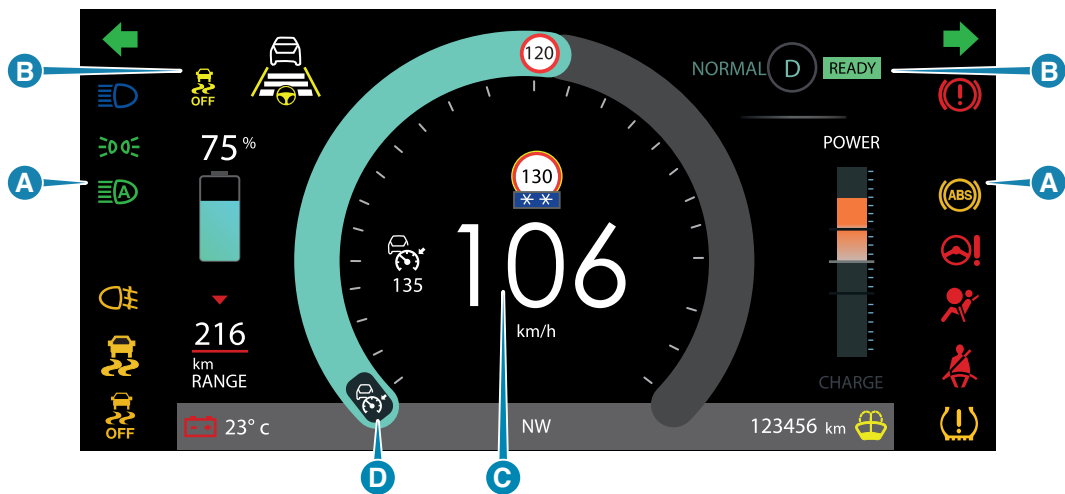 120
B
B
OFF
NORMAL
D
READY
75 %
POWER
A
A
A
130
ABS
135
106
km/h
216
km
RANGE
CHARGE
OFF
23° c
NW
123456 km
D
C